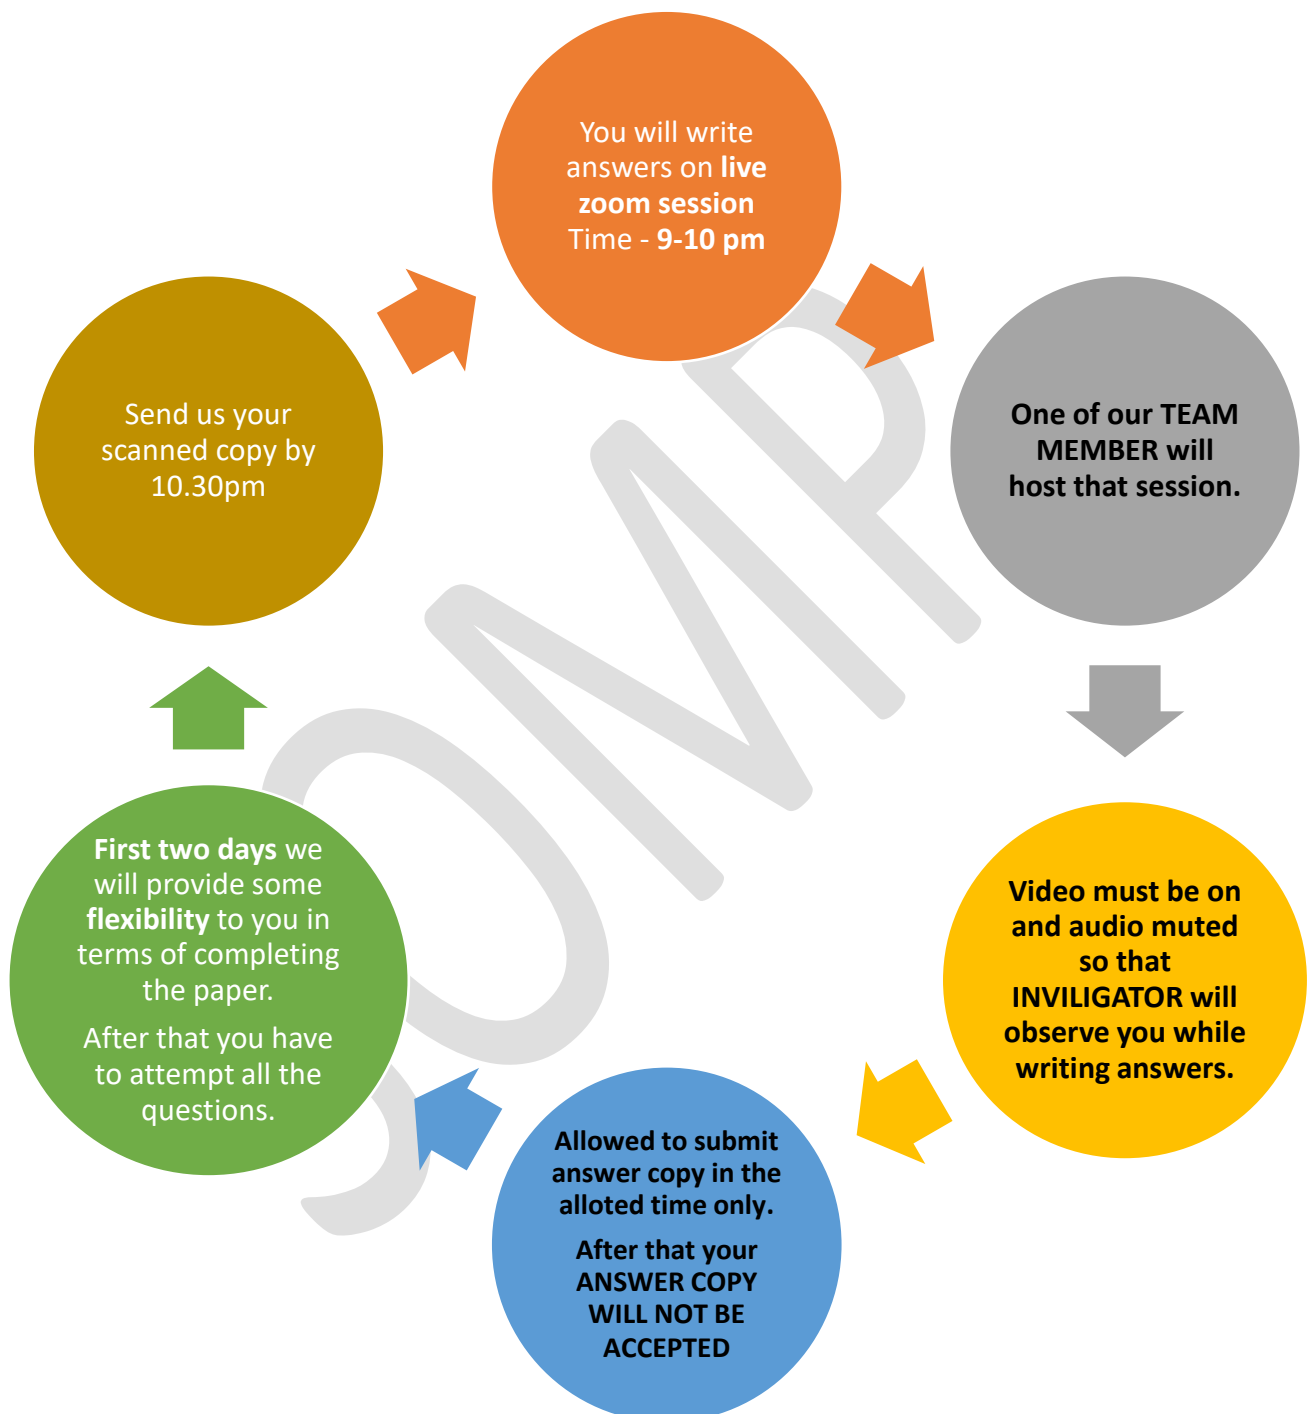 You will write
answers on live
zoom session
Time - 9-10 pm
One of our TEAM
MEMBER will
host that session.
Video must be on
and audio muted
so that
INVILIGATOR will
observe you while
writing answers.
Allowed to submit
answer copy in the
alloted time only.
After that your
ANSWER COPY
WILL NOT BE
ACCEPTED
First two days we
will provide some
flexibility to you in
terms of completing
the paper.
After that you have
to attempt all the
questions.
Send us your
scanned copy by
10.30pm